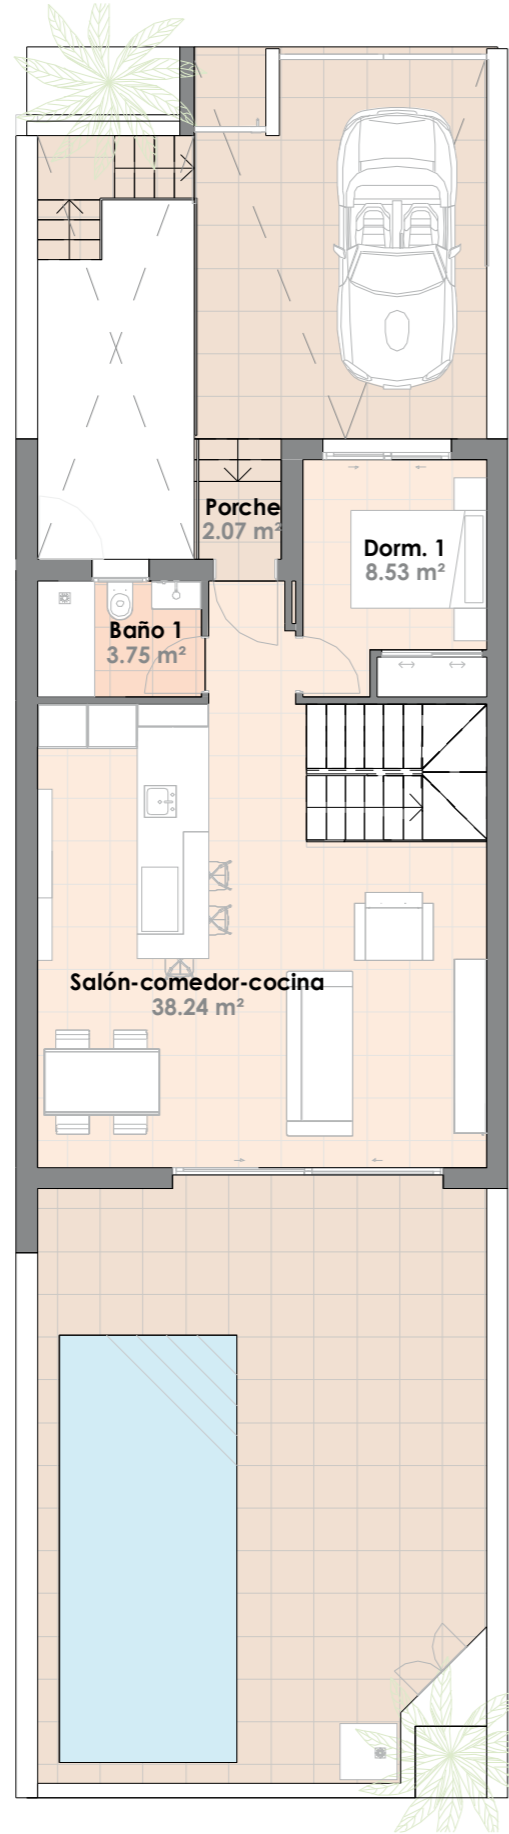 Porche
2.07 m²
Dorm. 1
8.53 m²
Baño 1
3.75 m²
Salón-comedor-cocina
38.24 m²